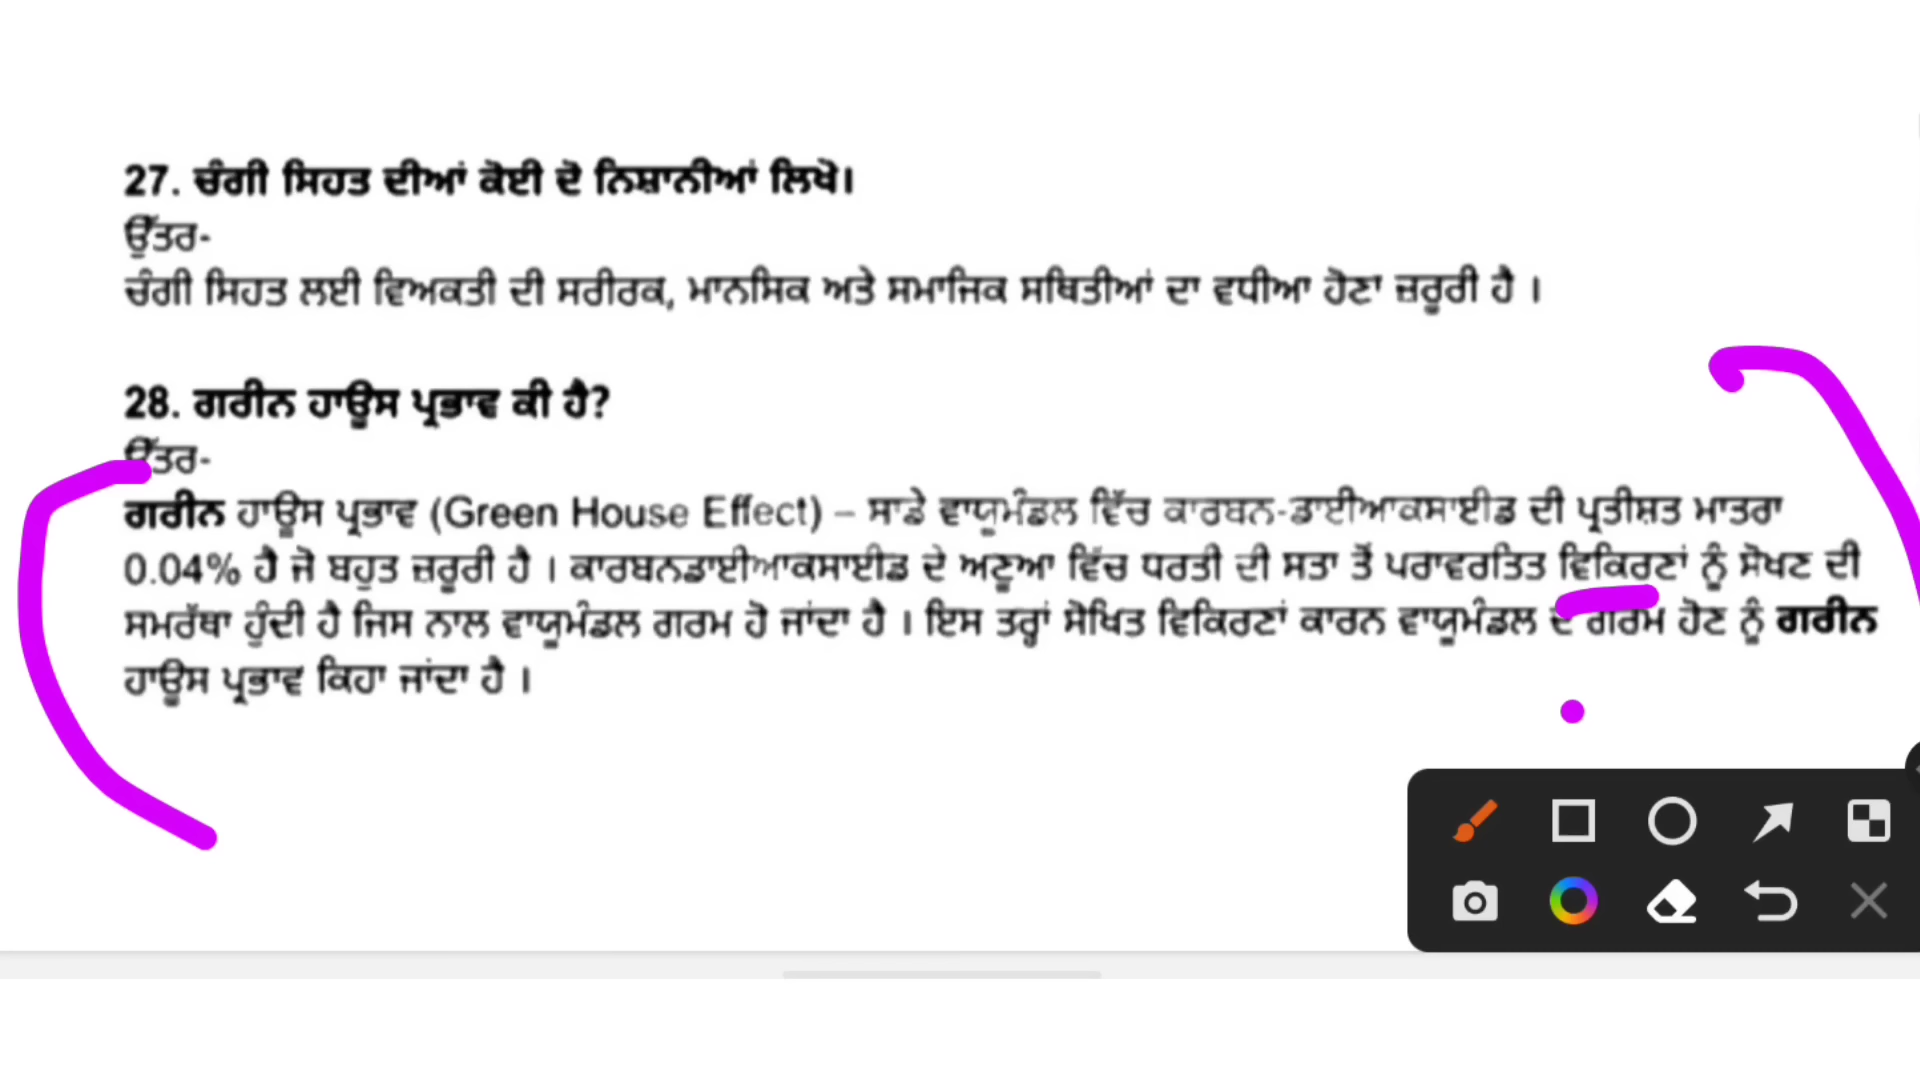 27. ਚੰਗੀ ਸਿਹਤ ਦੀਆਂ ਕੋਈ ਦੋ ਨਿਸ਼ਾਨੀਆਂ ਲਿਖੋ।
ਉੱਤਰ-
ਚੰਗੀ ਸਿਹਤ ਲਈ ਵਿਅਕਤੀ ਦੀ ਸਰੀਰਕ, ਮਾਨਸਿਕ ਅਤੇ ਸਮਾਜਿਕ ਸਥਿਤੀਆਂ ਦਾ ਵਧੀਆ ਹੋਣਾ ਜ਼ਰੂਰੀ ਹੈ ।
28. ਗਰੀਨ ਹਾਊਸ ਪ੍ਰਭਾਵ ਕੀ ਹੈ?
ਉੱਤਰ-
ਗਰੀਨ ਹਾਊਸ ਪ੍ਰਭਾਵ (Green House Effect) – ਸਾਡੇ ਵਾਯੂਮੰਡਲ ਵਿੱਚ ਕਾਰਬਨ-ਡਾਈਆਕਸਾਈਡ ਦੀ ਪ੍ਰਤੀਸ਼ਤ ਮਾਤਰਾ
0.04% ਹੈ ਜੋ ਬਹੁਤ ਜ਼ਰੂਰੀ ਹੈ । ਕਾਰਬਨਡਾਈਆਕਸਾਈਡ ਦੇ ਅਣੂਆ ਵਿੱਚ ਧਰਤੀ ਦੀ ਸਤਾ ਤੋਂ ਪਰਾਵਰਤਿਤ ਵਿਕਿਰਣਾਂ ਨੂੰ ਸੋਖਣ ਦੀ
ਸਮਰੱਥਾ ਹੁੰਦੀ ਹੈ ਜਿਸ ਨਾਲ ਵਾਯੂਮੰਡਲ ਗਰਮ ਹੋ ਜਾਂਦਾ ਹੈ । ਇਸ ਤਰ੍ਹਾਂ ਸੋਖਿਤ ਵਿਕਿਰਣਾਂ ਕਾਰਨ ਵਾਯੂਮੰਡਲ ਦੇ ਗਰਮ ਹੋਣ ਨੂੰ ਗਰੀਨ
ਹਾਊਸ ਪ੍ਰਭਾਵ ਕਿਹਾ ਜਾਂਦਾ ਹੈ ।